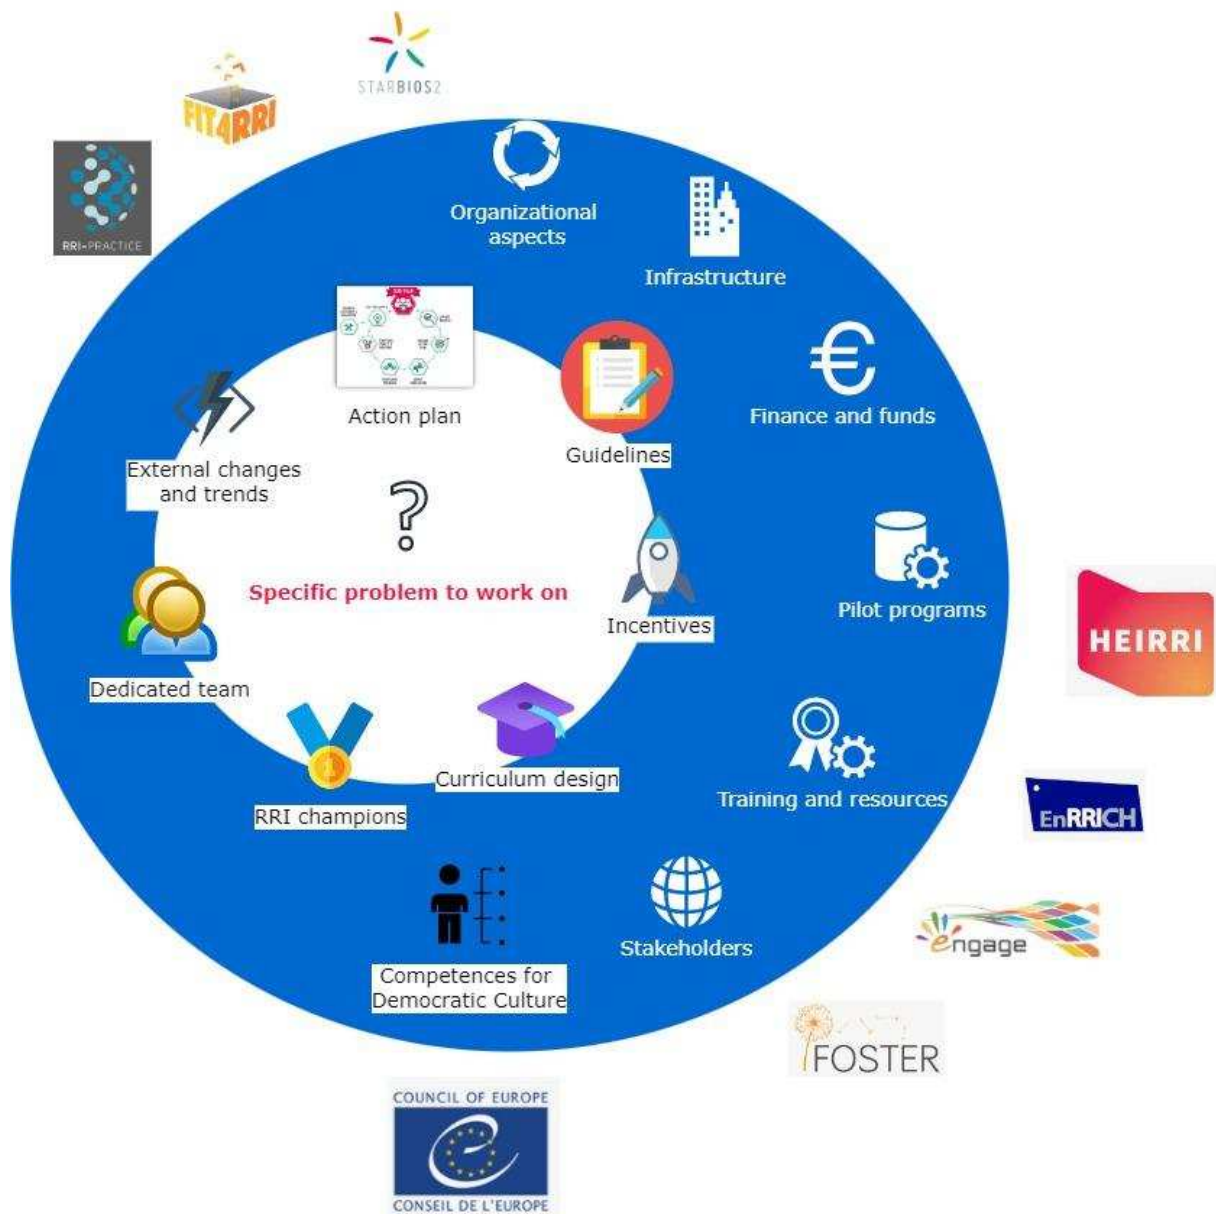 STARBIOS2
FIT4RRI
RRI-PRACTICE
Organizational
aspects
Infrastructure
Action plan
Finance and funds
Guidelines
External changes
and trends
?
Specific problem to work on
Pilot programs
Incentives
HEIRRI
Dedicated team
Curriculum design
RRI champions
Training and resources
EnRRICH
Stakeholders
engage
Competences for
Democratic Culture
FOSTER
COUNCIL OF EUROPE
CONSEIL DE L'EUROPE